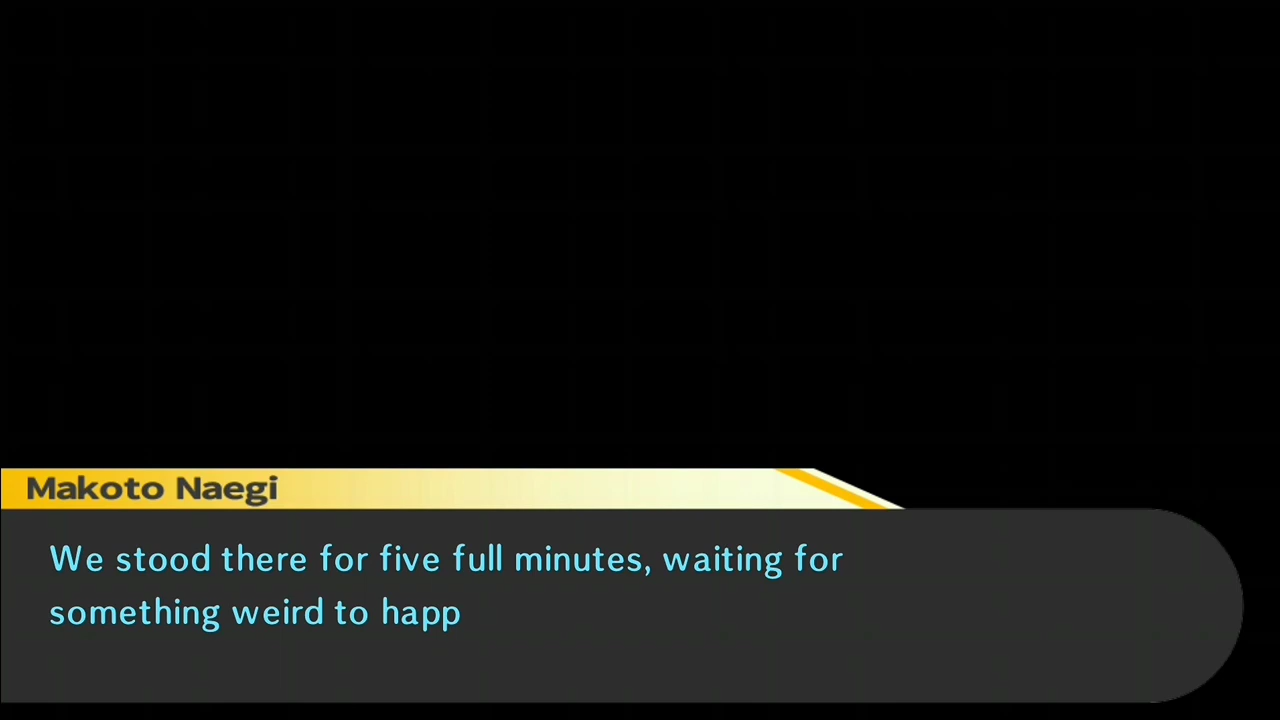 Makoto Naegi
We stood there for five full minutes, waiting for
something weird to happ